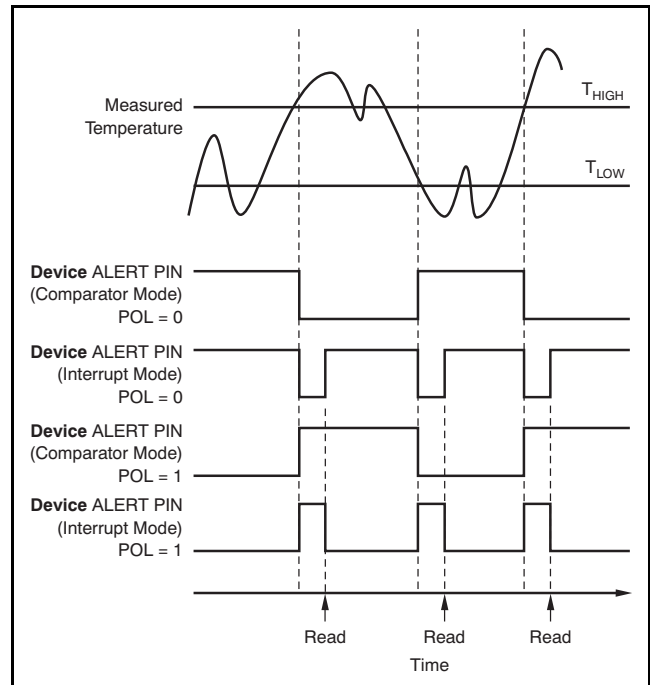 Measured
Temperature
THIGH
TLOW
Device ALERT PIN
(Comparator Mode)
POL = 0
Device ALERT PIN
(Interrupt Mode)
POL = 0
Device ALERT PIN
(Comparator Mode)
POL = 1
Device ALERT PIN
(Interrupt Mode)
POL = 1
Read
Read
Read
Time